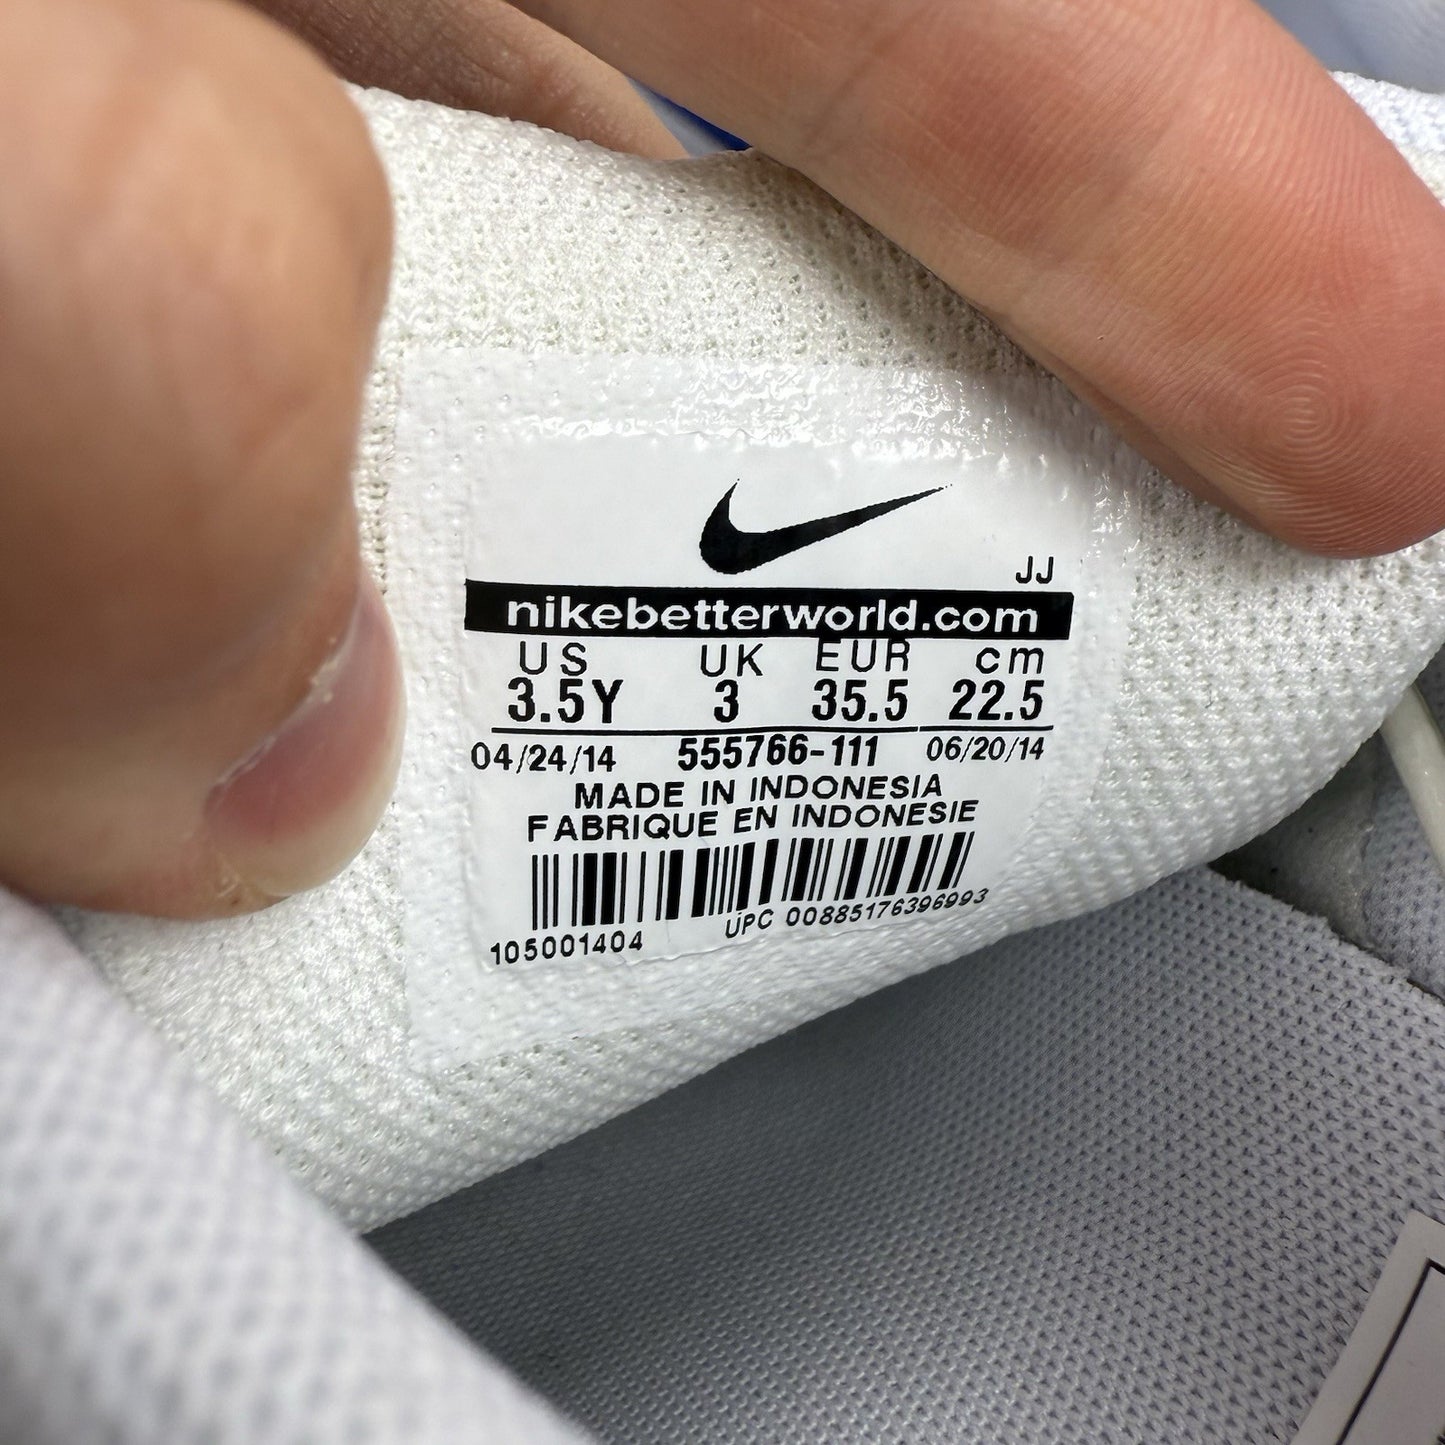 JJ
nikebetterworld.com
US UK EUR cm
3.5Y 3 35.5 22.5
04/24/14 555766-111 06/20/14
MADE IN INDONESIA
FABRIQUE EN INDONESIE
105001404 UPC 00885176396993